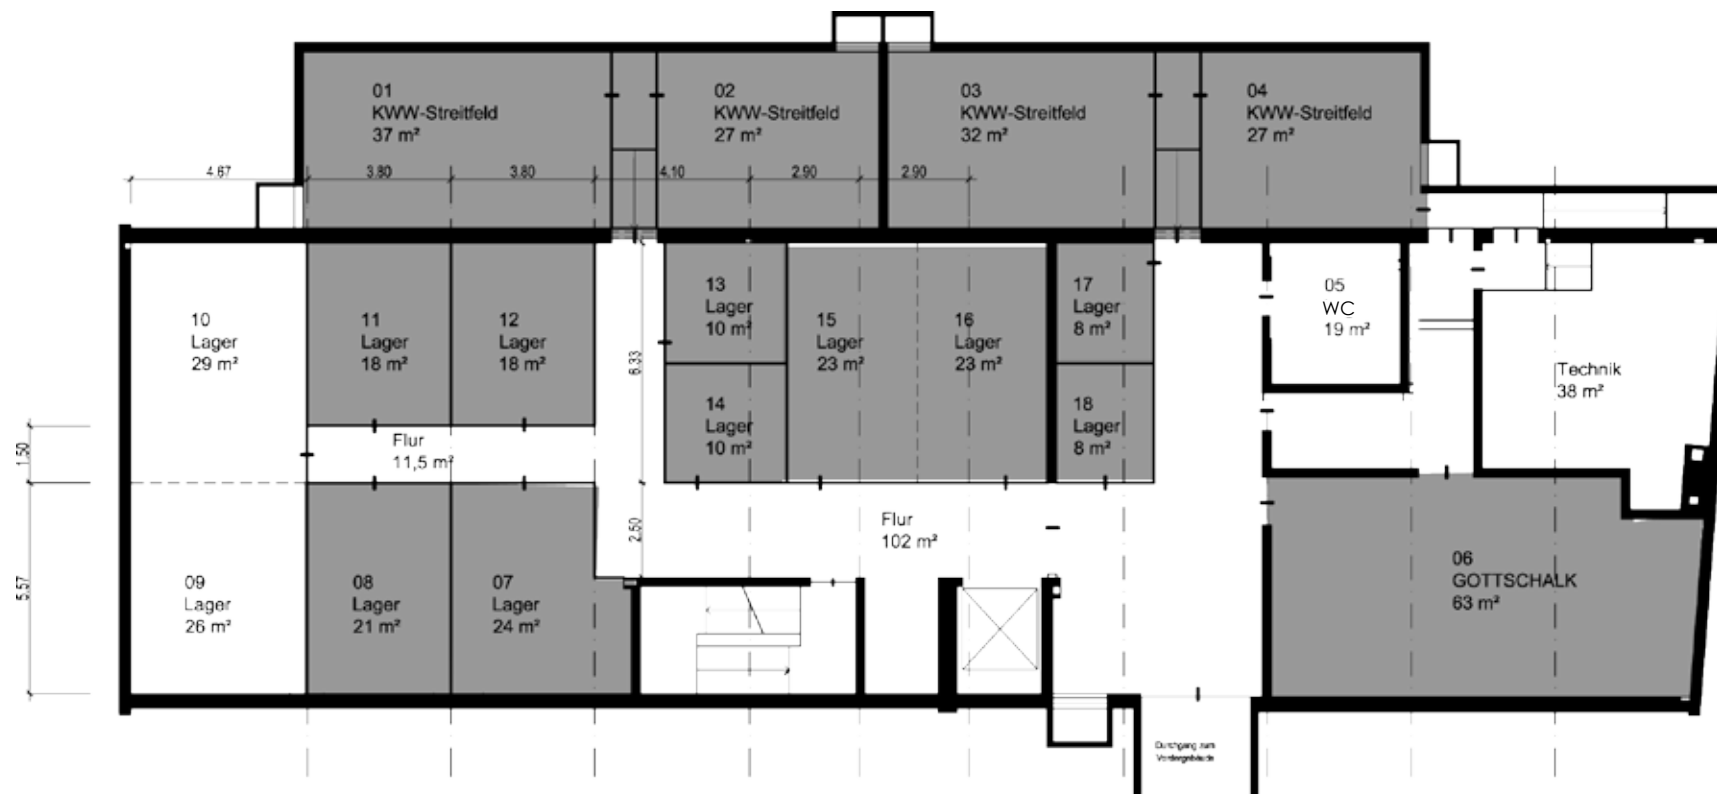 01
KWW-Streitfeld
37 m²
02
KWW-Streitfeld
27 m²
03
KWW-Streitfeld
32 m²
04
KWW-Streitfeld
27 m²
4.67
3.80
3.80
4.10
2.90
2.90
10
Lager
29 m²
11
Lager
18 m²
12
Lager
18 m²
13
Lager
10 m²
14
Lager
10 m²
15
Lager
23 m²
16
Lager
23 m²
17
Lager
8 m²
18
Lager
8 m²
05
WC
19 m²
Technik
38 m²
6.33
1.50
Flur
11,5 m²
2.50
Flur
102 m²
5.57
09
Lager
26 m²
08
Lager
21 m²
07
Lager
24 m²
06
GOTTSCHALK
63 m²
Durchgang zum
Vordergebäude